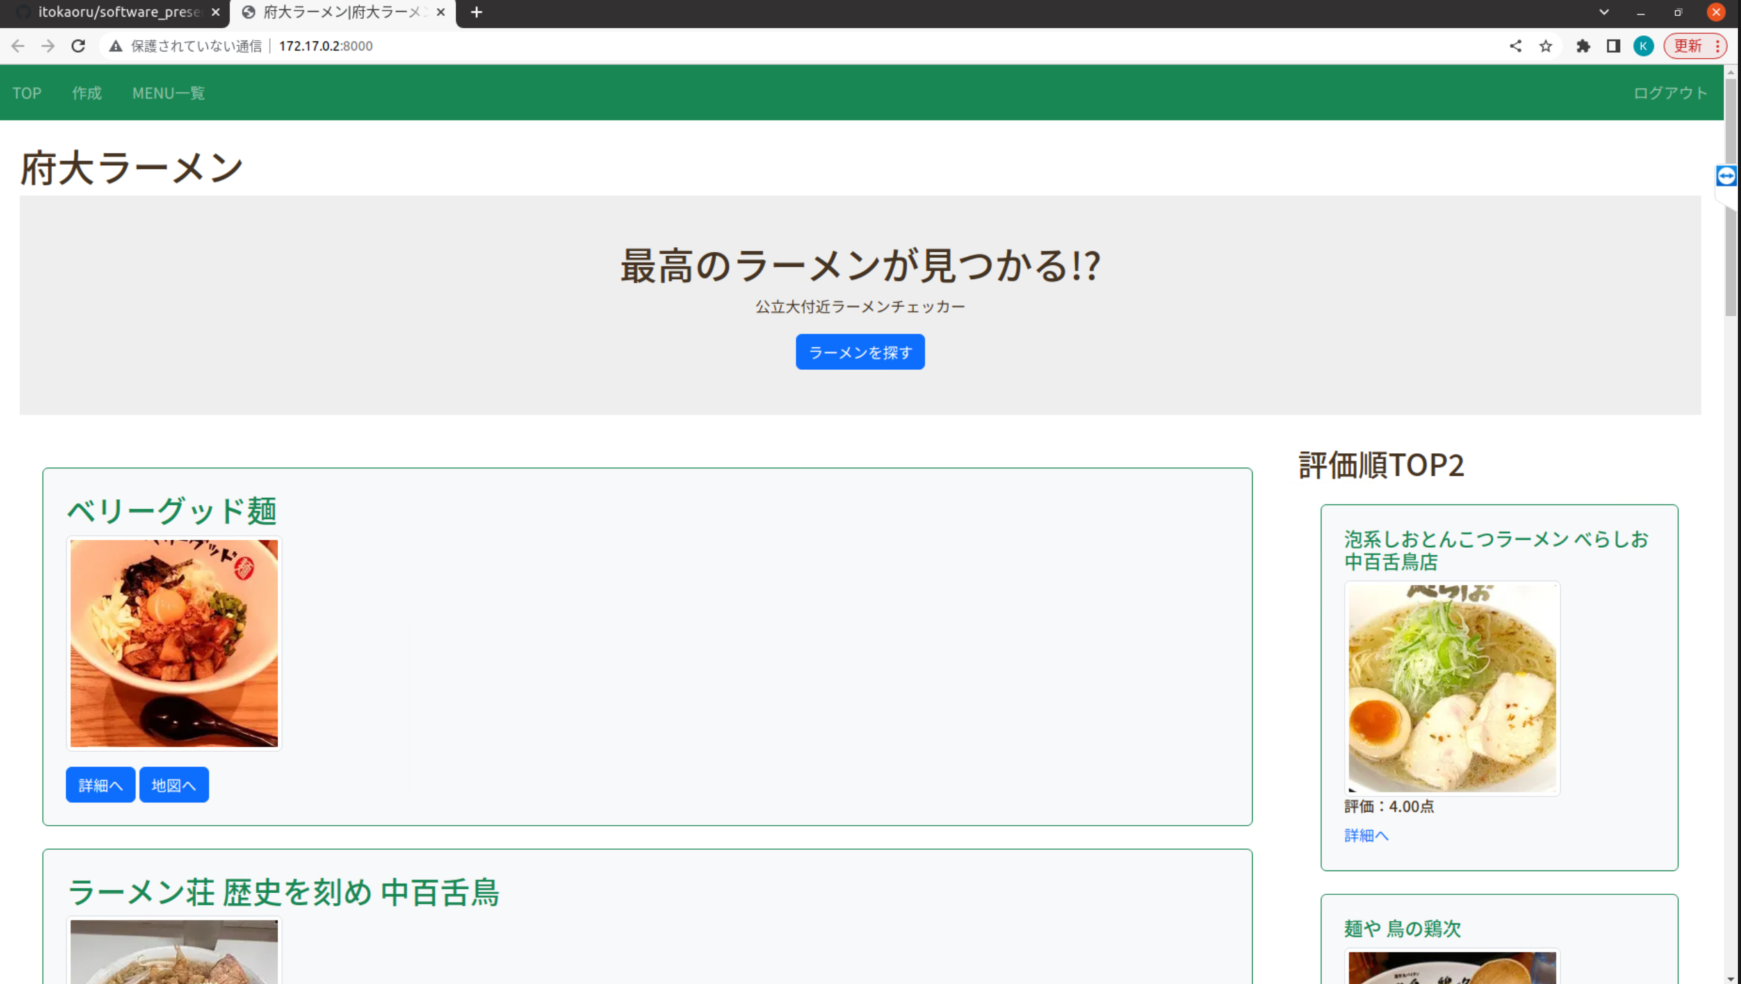 itokaoru/software_prese
府大ラーメン|府大ラーメ
保護されていない通信
172.17.0.2:8000
K
更新
TOP
作成
MENU一覧
ログアウト
府大ラーメン
最高のラーメンが見つかる!?
公立大付近ラーメンチェッカー
ラーメンを探す
ベリーグッド麺
詳細へ
地図へ
ラーメン荘 歴史を刻め 中百舌鳥
評価順TOP2
泡系しおとんこつラーメン べらしお
中百舌鳥店
評価：4.00点
詳細へ
麺や 鳥の鶏次